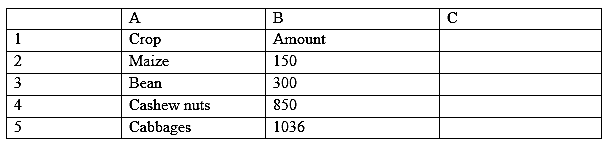 A B C
1 Crop Amount
2 Maize 150
3 Bean 300
4 Cashew nuts 850
5 Cabbages 1036